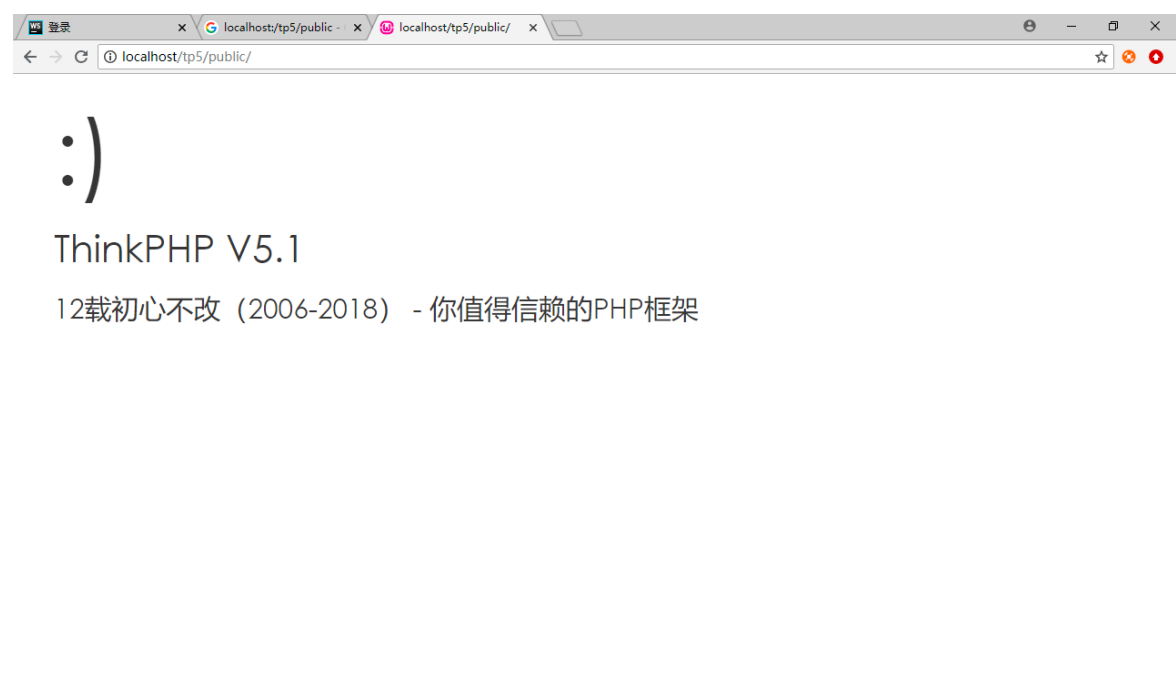 登录
localhost:/tp5/public -
localhost/tp5/public/
localhost/tp5/public/
:)
ThinkPHP V5.1
12载初心不改（2006-2018） - 你值得信赖的PHP框架